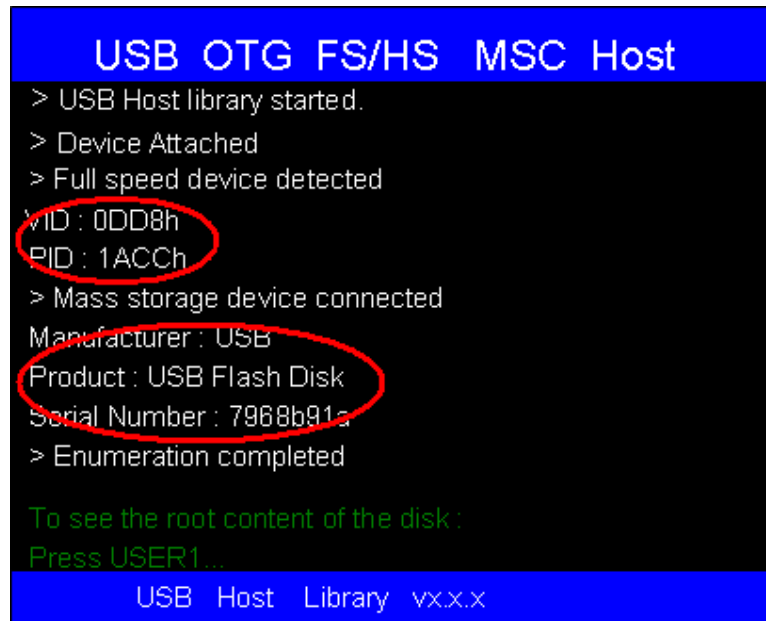 USB OTG FS/HS MSC Host
> USB Host library started.
> Device Attached
> Full speed device detected
VID : 0DD8h
PID : 1ACCh
> Mass storage device connected
Manufacturer : USB
Product : USB Flash Disk
Serial Number : 7968b91a
> Enumeration completed
To see the root content of the disk :
Press USER1...
USB Host Library vx.x.x